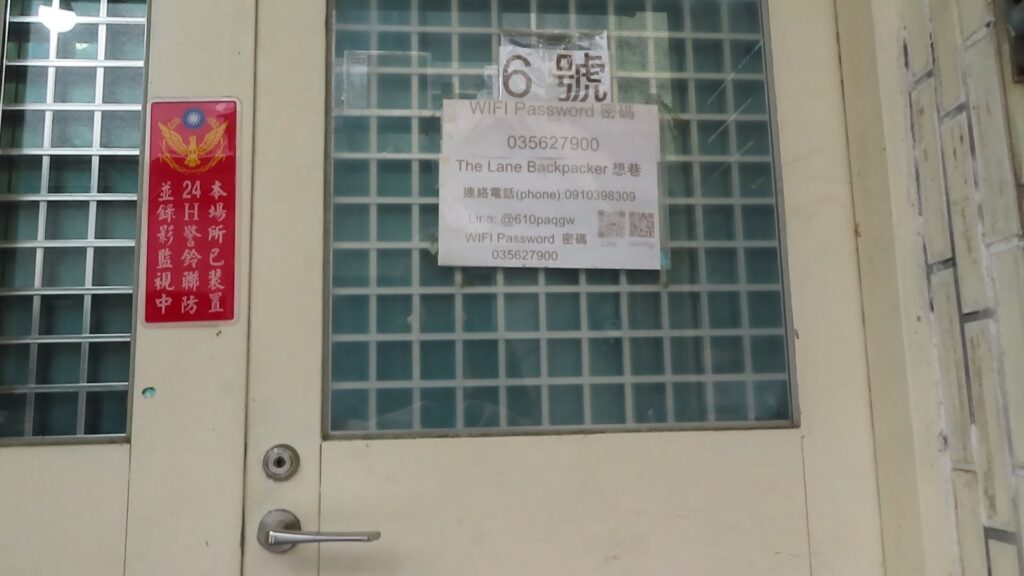 本場所已裝置
24H警鈴聯防
並錄影監視中
6 號
WIFI Password 密碼
035627900
The Lane Backpacker 想巷
連絡電話(phone):0910398309
Line: @610paqgw
WIFI Password 密碼
035627900